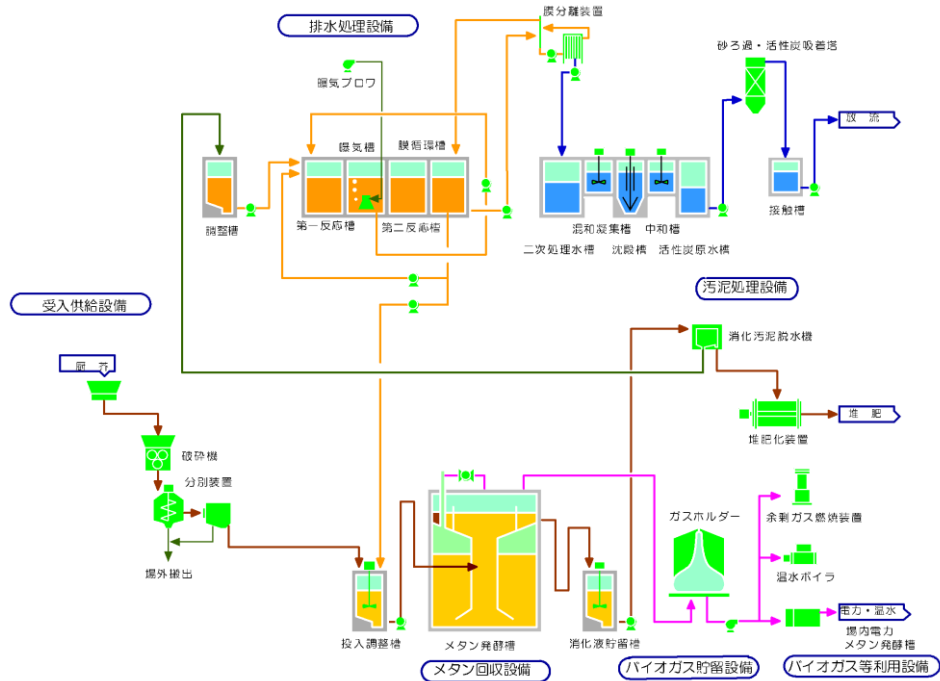 排水処理設備
膜分離装置
砂ろ過・活性炭吸着塔
曝気ブロワ
放 流
曝気槽
膜循環槽
調整槽
第一反応槽
第二反応槽
混和凝集槽
中和槽
接触槽
二次処理水槽
沈殿槽
活性炭原水槽
受入供給設備
汚泥処理設備
消化汚泥脱水機
厨 芥
堆 肥
破砕機
堆肥化装置
分別装置
ガスホルダー
余剰ガス燃焼装置
場外搬出
温水ボイラ
電力・温水
投入調整槽
メタン発酵槽
消化液貯留槽
場内電力
メタン発酵槽
メタン回収設備
バイオガス貯留設備
バイオガス等利用設備